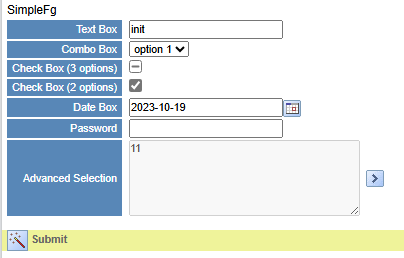 SimpleFg
Text Box init
Combo Box option 1
Check Box (3 options)
Check Box (2 options)
Date Box 2023-10-19
Password
Advanced Selection 11
Submit